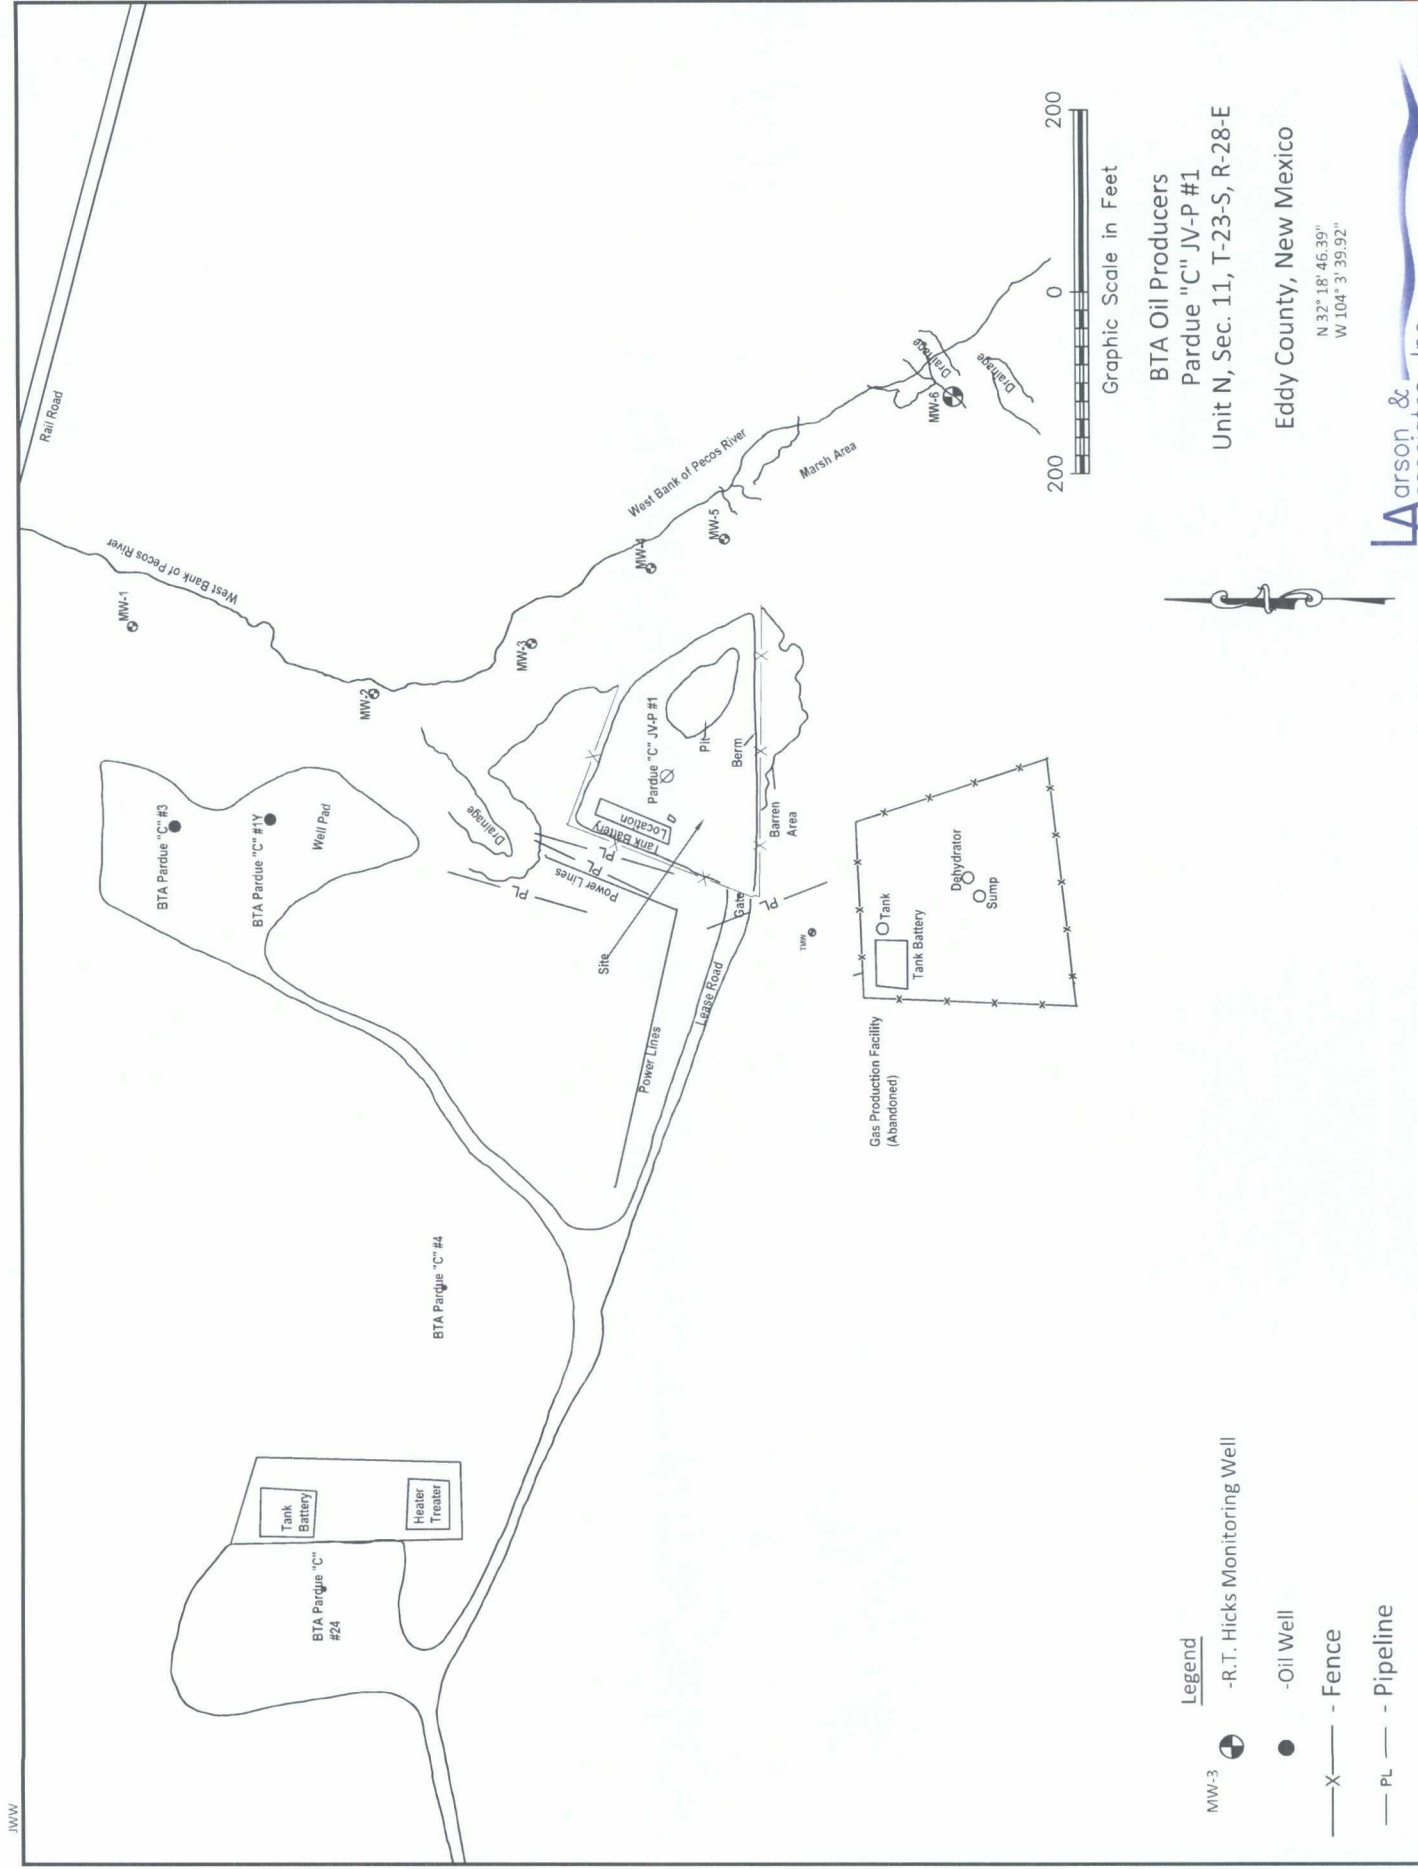 JWW
Rail Road
West Bank of Pecos River
MW-1
MW-2
BTA Pardue "C" #3
BTA Pardue "C" #1Y
Well Pad
Drainage
MW-3
MW-4
West Bank of Pecos River
MW-5
Marsh Area
MW-6
Drainage
Drainage
PL
PL
PL
Power Lines
Tank Battery
Location
Pardue "C" JV-P #1
Pit
Berm
Barren
Area
Site
Gate
PL
Lease Road
Power Lines
TMW
Tank
Tank Battery
Dehydrator
Sump
Gas Production Facility
(Abandoned)
BTA Pardue "C" #4
Tank
Battery
Heater
Treater
BTA Pardue "C"
#24
Legend
MW-3 -R.T. Hicks Monitoring Well
-Oil Well
X - Fence
PL - Pipeline
200 0 200
Graphic Scale in Feet
BTA Oil Producers
Pardue "C" JV-P #1
Unit N, Sec. 11, T-23-S, R-28-E
Eddy County, New Mexico
N 32° 18' 46.39"
W 104° 3' 39.92"
Larson &